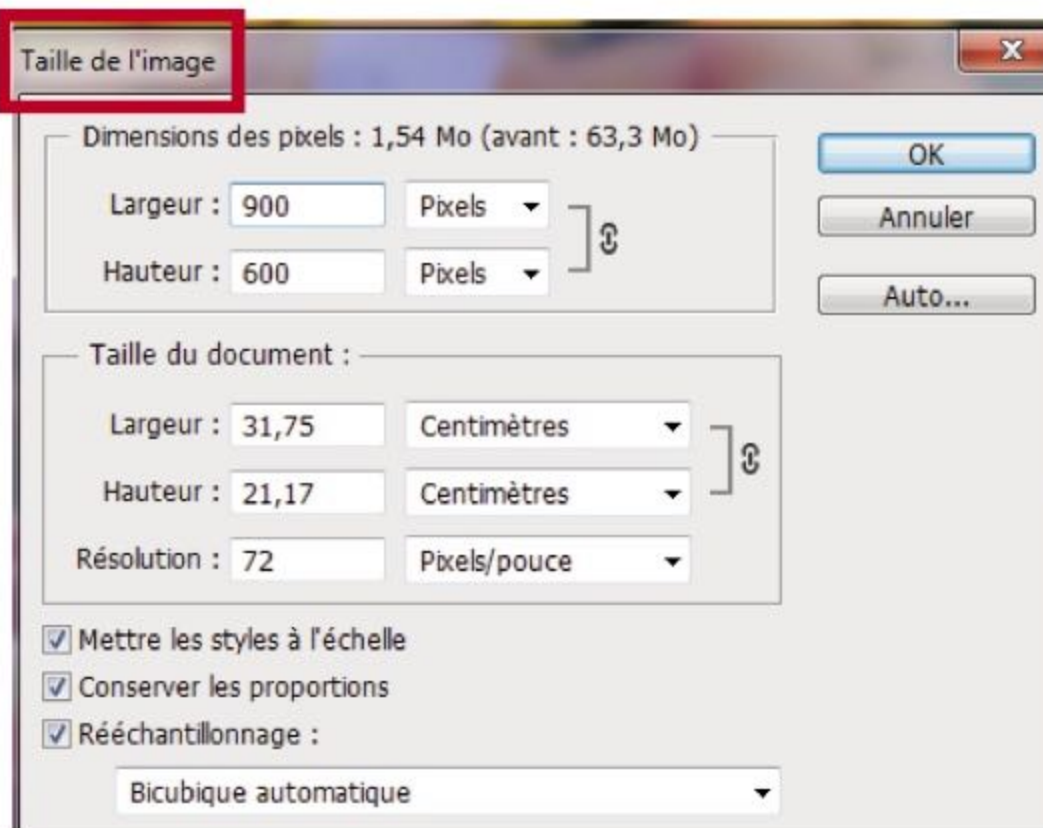 Taille de l'image
Dimensions des pixels : 1,54 Mo (avant : 63,3 Mo)
Largeur : 900 Pixels
Hauteur : 600 Pixels
OK
Annuler
Auto...
Taille du document :
Largeur : 31,75 Centimètres
Hauteur : 21,17 Centimètres
Résolution : 72 Pixels/pouce
Mettre les styles à l'échelle
Conserver les proportions
Rééchantillonnage :
Bicubique automatique